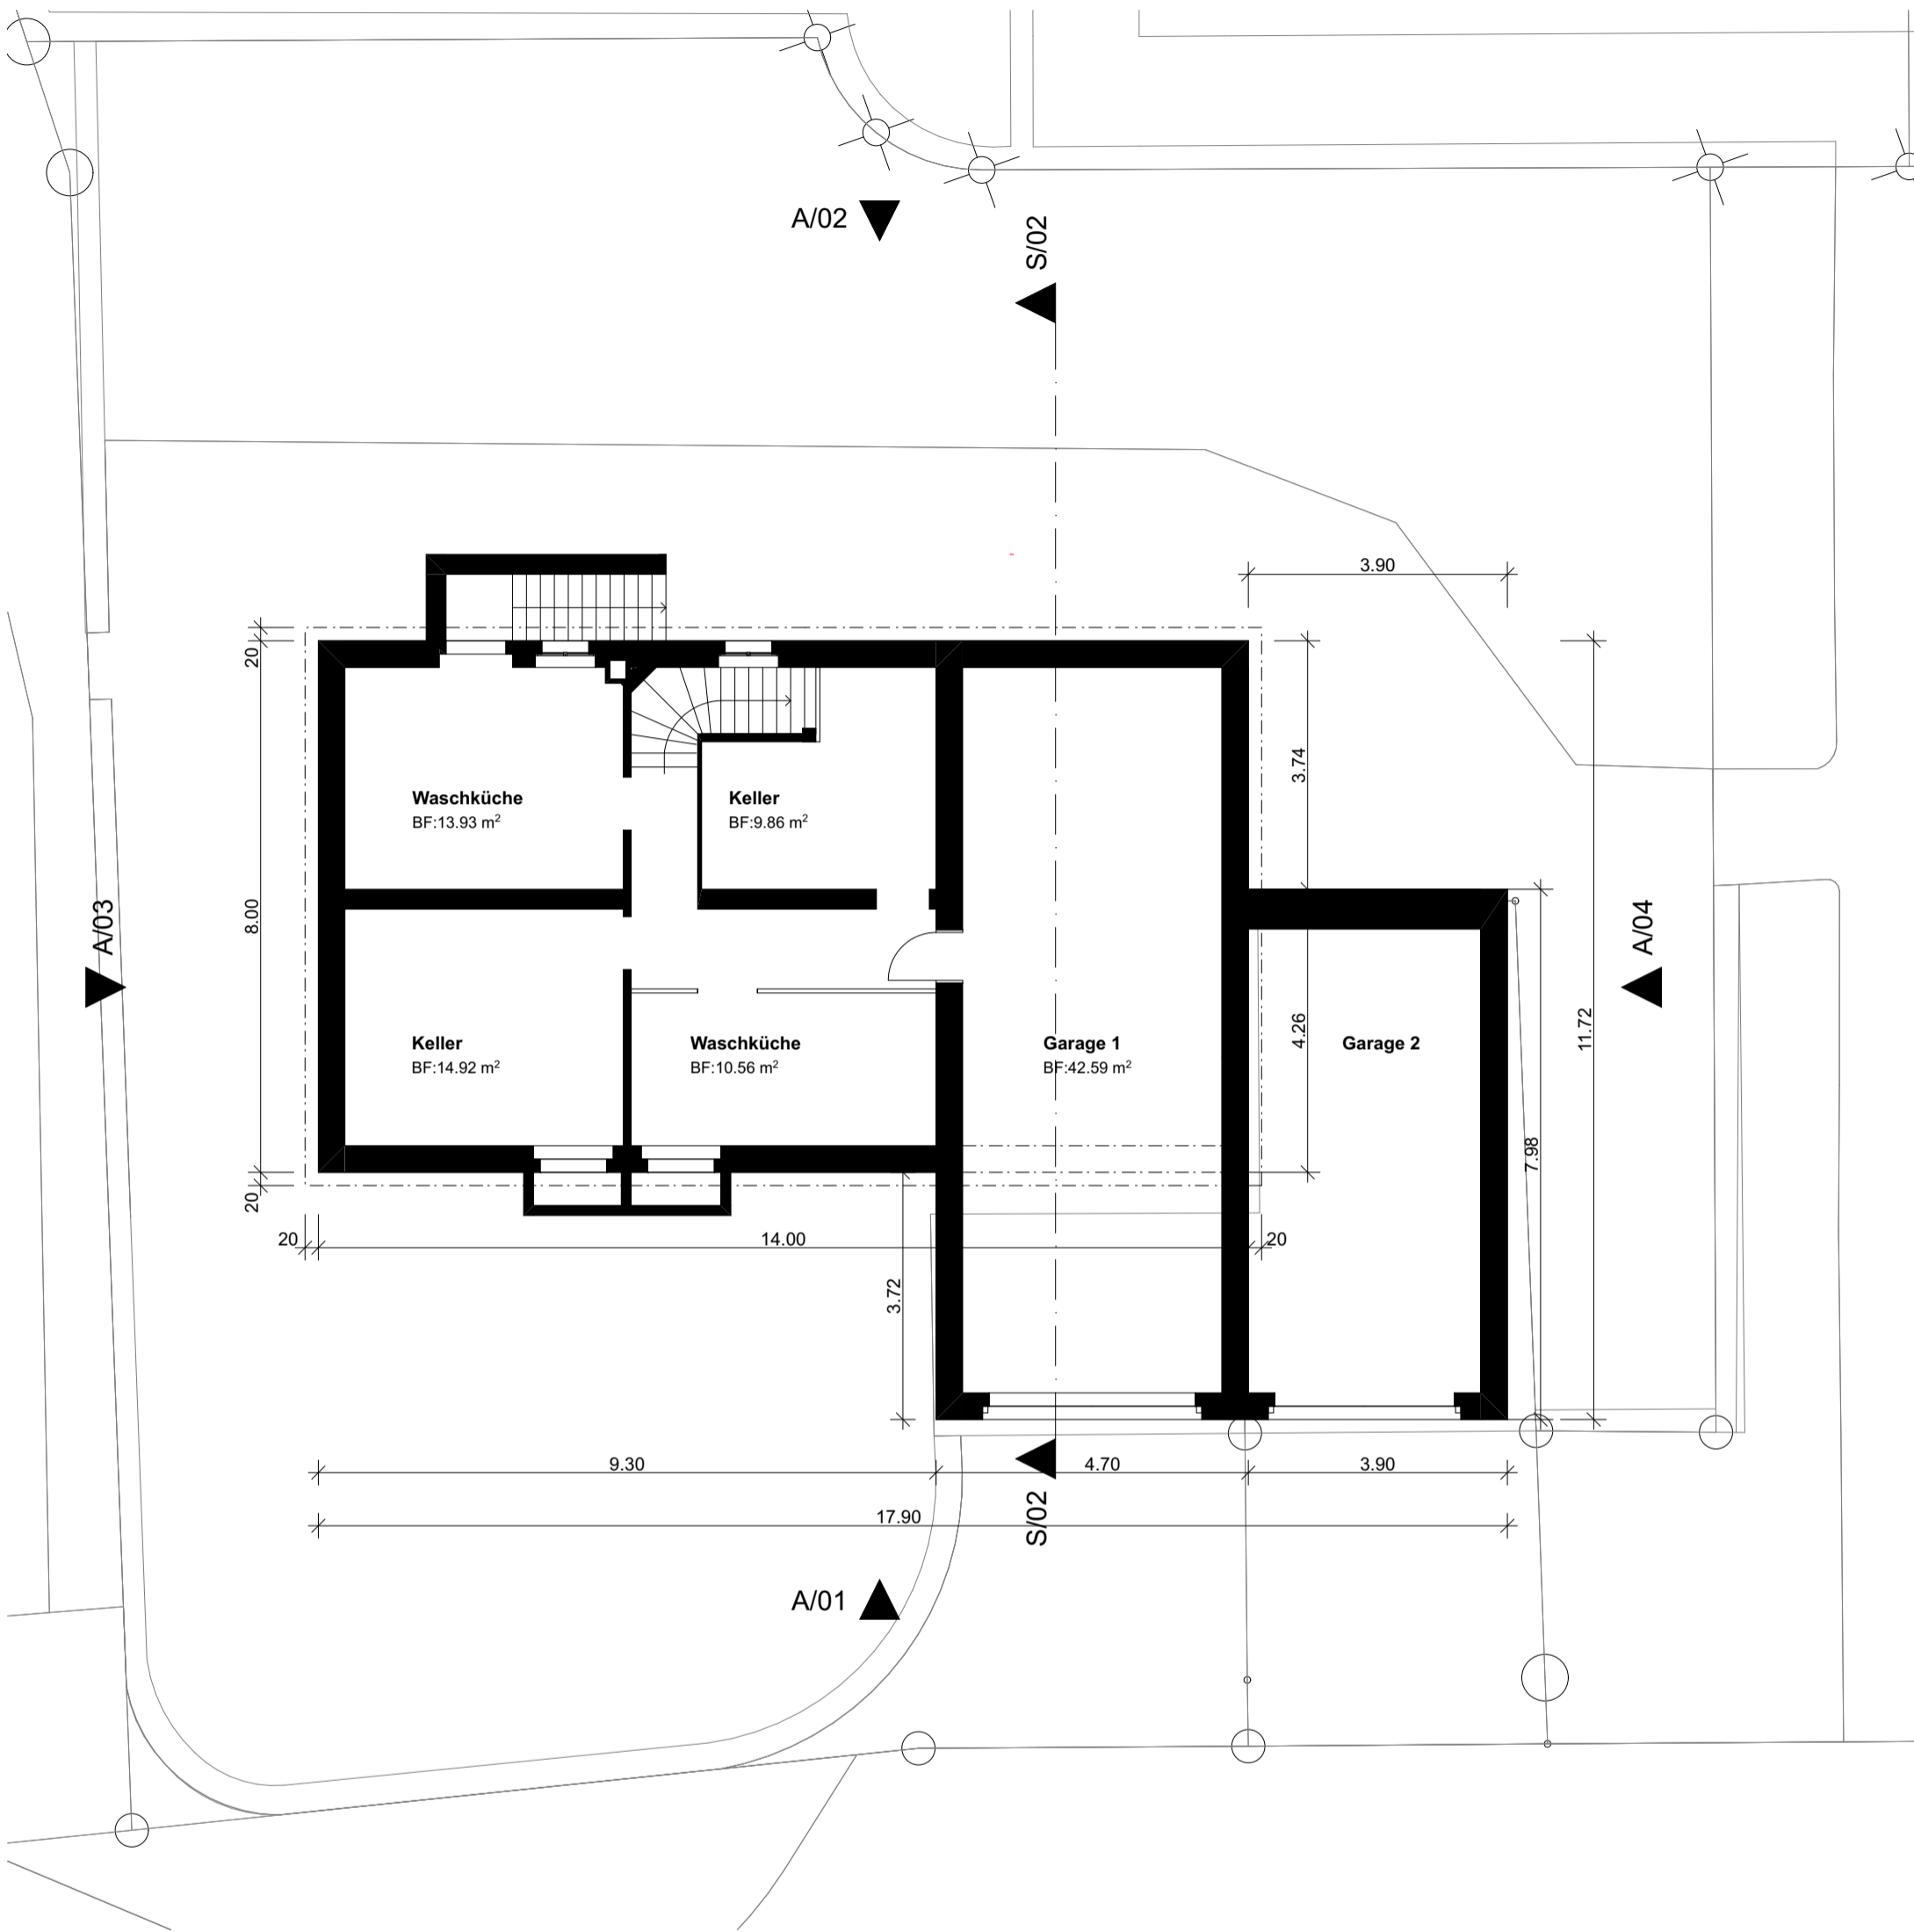 A/02
S/02
3.90
20
3.74
Waschküche
BF:13.93 m²
Keller
BF:9.86 m²
8.00
11.72
A/03
A/04
4.26
Keller
BF:14.92 m²
Waschküche
BF:10.56 m²
Garage 1
BF:42.59 m²
Garage 2
7.98
20
20
14.00
20
3.72
9.30
4.70
3.90
17.90
S/02
A/01